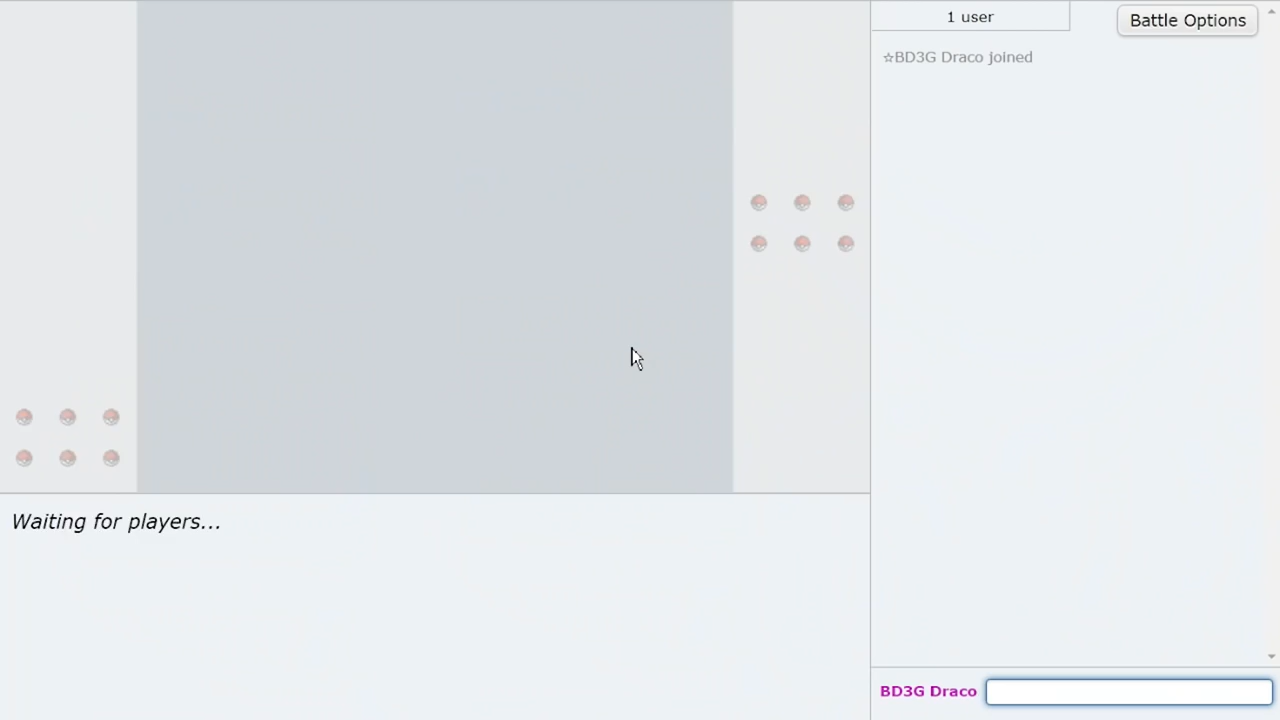 1 user
Battle Options
☆BD3G Draco joined
Waiting for players...
BD3G Draco